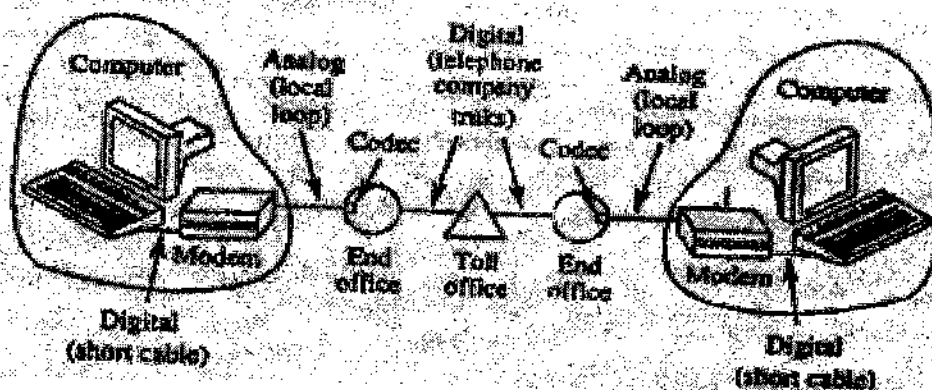 Computer
Analog
(local
loop)
Codec
Digital
(telephone
company
truks)
Codec
Analog
(local
loop)
Computer
Modem
End
office
Toll
office
End
office
Modem
Digital
(short cable)
Digital
(short cable)